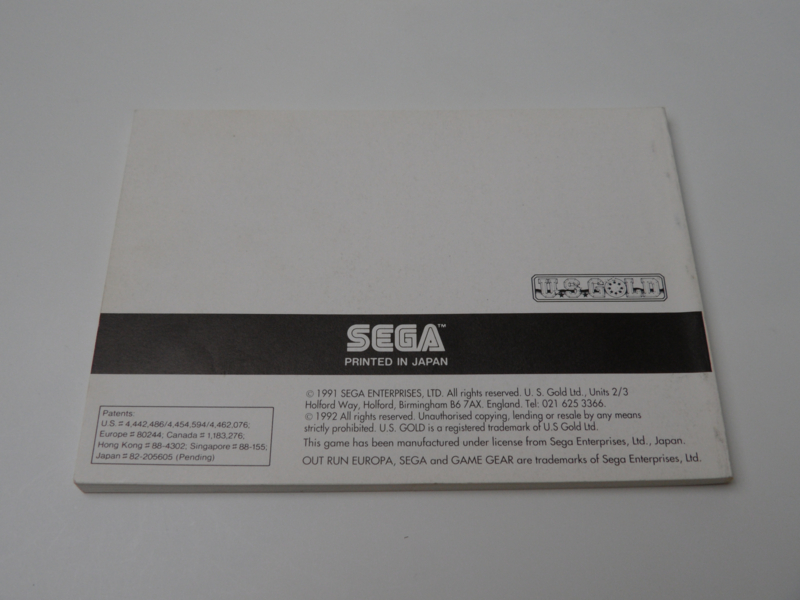 U.S.GOLD
SEGA™
PRINTED IN JAPAN
Patents:
U.S. = 4,442,486/4,454,594/4,462,076;
Europe = 80244; Canada = 1,183,276;
Hong Kong = 88-4302; Singapore = 88-155;
Japan = 82-205605 (Pending)
© 1991 SEGA ENTERPRISES, LTD. All rights reserved. U. S. Gold Ltd., Units 2/3
Holford Way, Holford, Birmingham B6 7AX. England. Tel: 021 625 3366.
© 1992 All rights reserved. Unauthorised copying, lending or resale by any means
strictly prohibited. U.S. GOLD is a registered trademark of U.S Gold Ltd.
This game has been manufactured under license from Sega Enterprises, Ltd., Japan.
OUT RUN EUROPA, SEGA and GAME GEAR are trademarks of Sega Enterprises, Ltd.